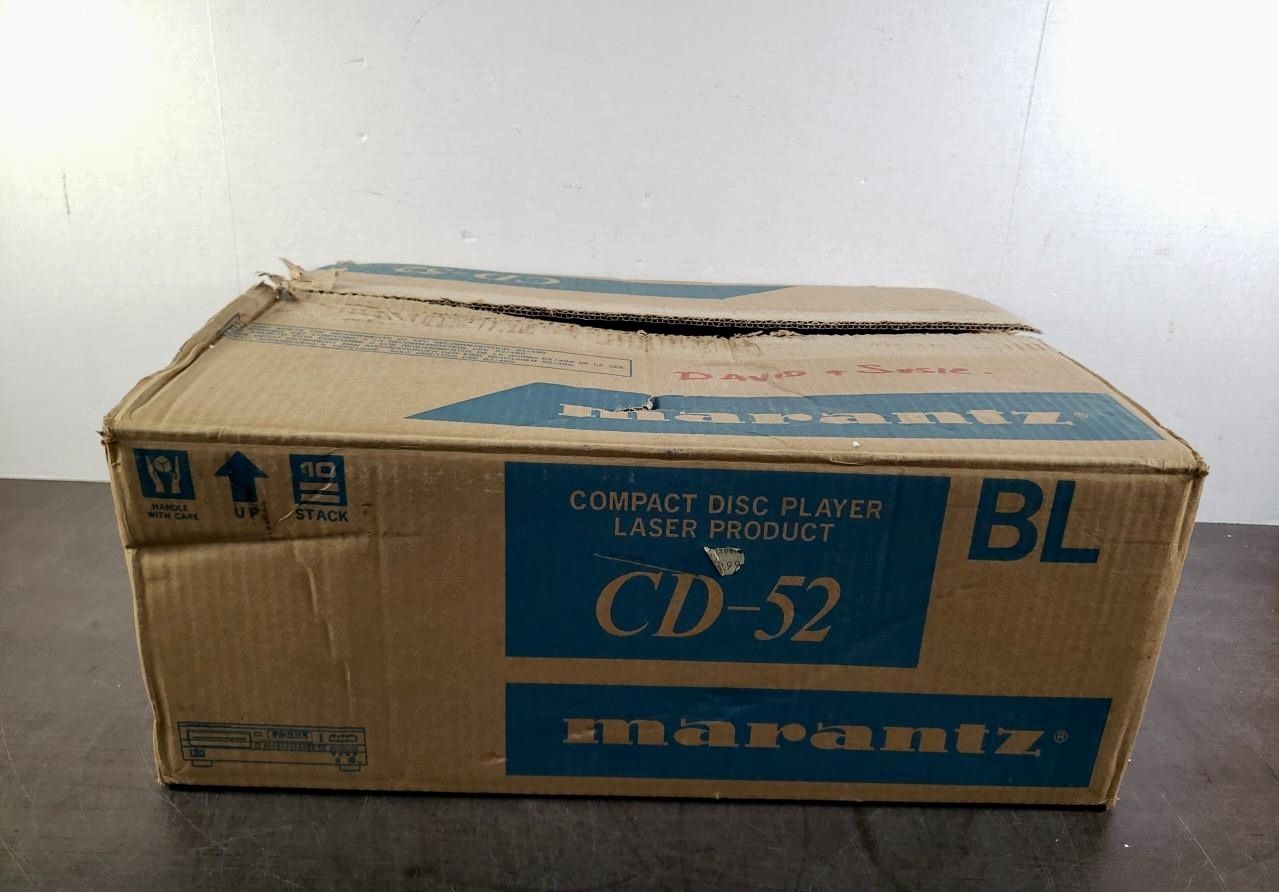 CD-52
DAVID + SUSIE.
marantz®
HANDLE
WITH CARE
UP
10
STACK
COMPACT DISC PLAYER
LASER PRODUCT
.99
CD-52
BL
marantz®